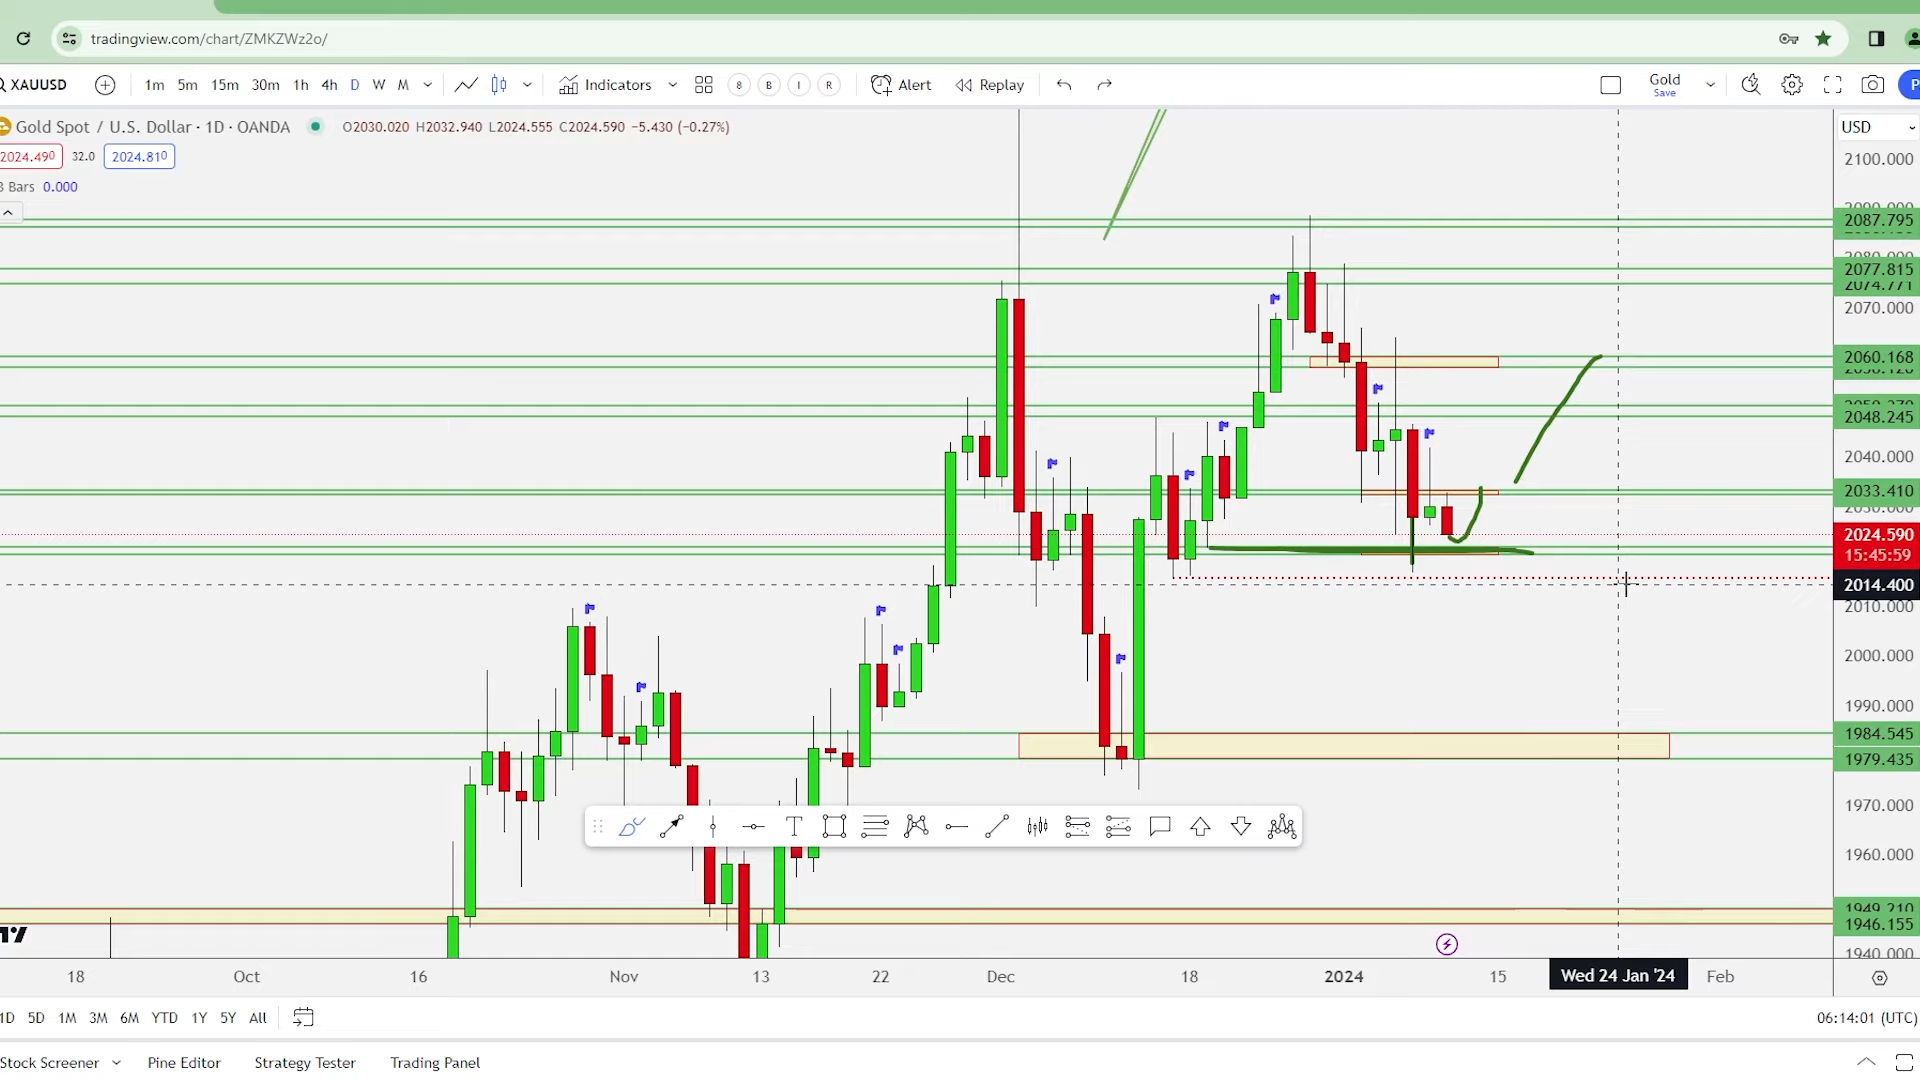 tradingview.com/chart/ZMKZWz2o/
XAUUSD 1m 5m 15m 30m 1h 4h D W M Indicators 8 B I R Alert Replay Gold
Save
Gold Spot / U.S. Dollar · 1D · OANDA O2030.020 H2032.940 L2024.555 C2024.590 −5.430 (−0.27%)
USD
2024.490 32.0 2024.810
2100.000
Bars 0.000
2087.795
2077.815
2074.771
2070.000
2060.168
2048.245
2040.000
2033.410
2024.590
15:45:59
2014.400
2010.000
2000.000
1990.000
1984.545
1979.435
1970.000
1960.000
1949.210
1946.155
1940.000
18 Oct 16 Nov 13 22 Dec 18 2024 15 Wed 24 Jan '24 Feb
1D 5D 1M 3M 6M YTD 1Y 5Y All 06:14:01 (UTC)
Stock Screener Pine Editor Strategy Tester Trading Panel